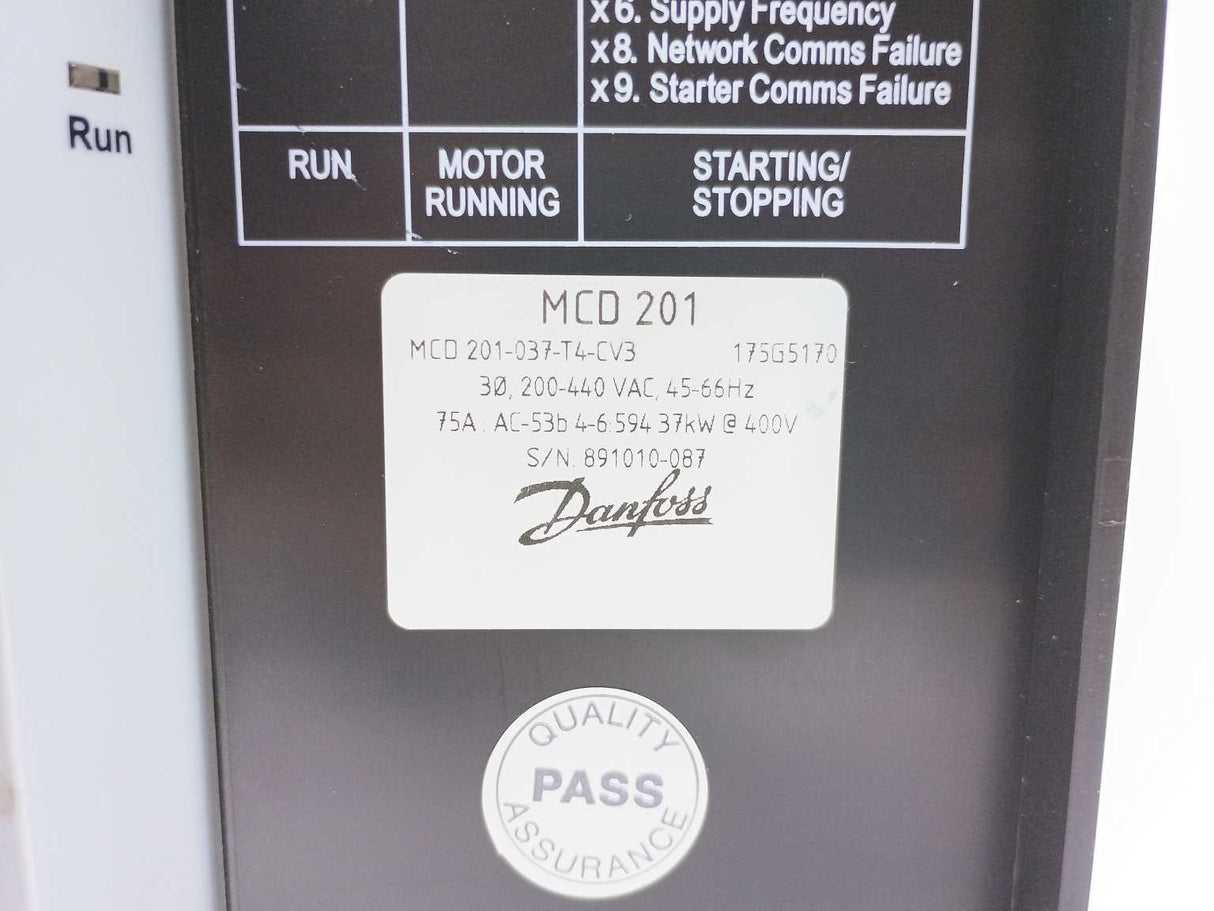 x6. Supply Frequency
x8. Network Comms Failure
x9. Starter Comms Failure
Run
RUN
MOTOR
RUNNING
STARTING/
STOPPING
MCD 201
MCD 201-037-T4-CV3 175G5170
3Ø, 200-440 VAC, 45-66Hz
75A : AC-53b 4-6:594 37kW @ 400V
S/N: 891010-087
Danfoss
QUALITY
PASS
ASSURANCE